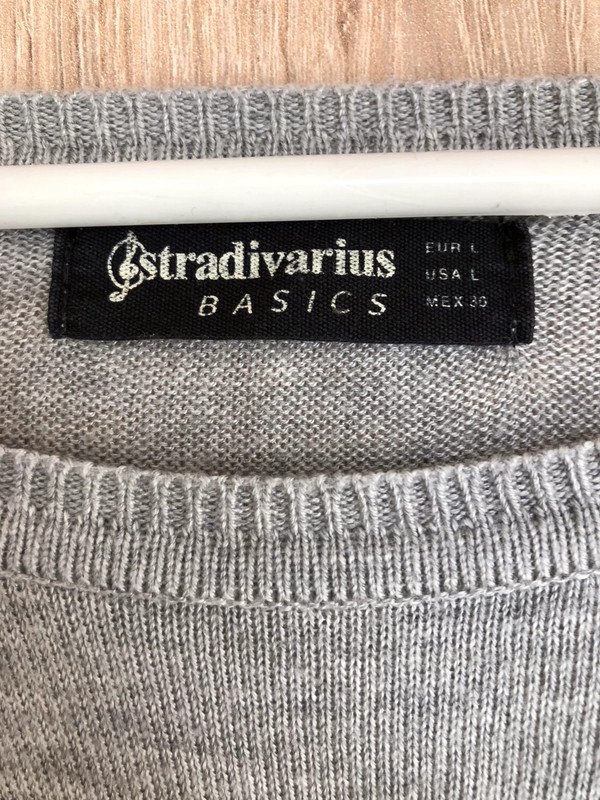 stradivarius
BASICS
EUR L
USA L
MEX 30